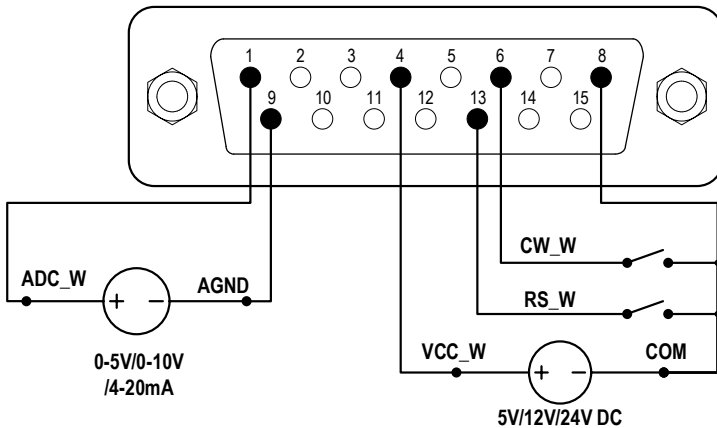 1 2 3 4 5 6 7 8
9 10 11 12 13 14 15
CW_W
ADC_W AGND
RS_W
VCC_W COM
0-5V/0-10V
/4-20mA
5V/12V/24V DC
+ −
+ −